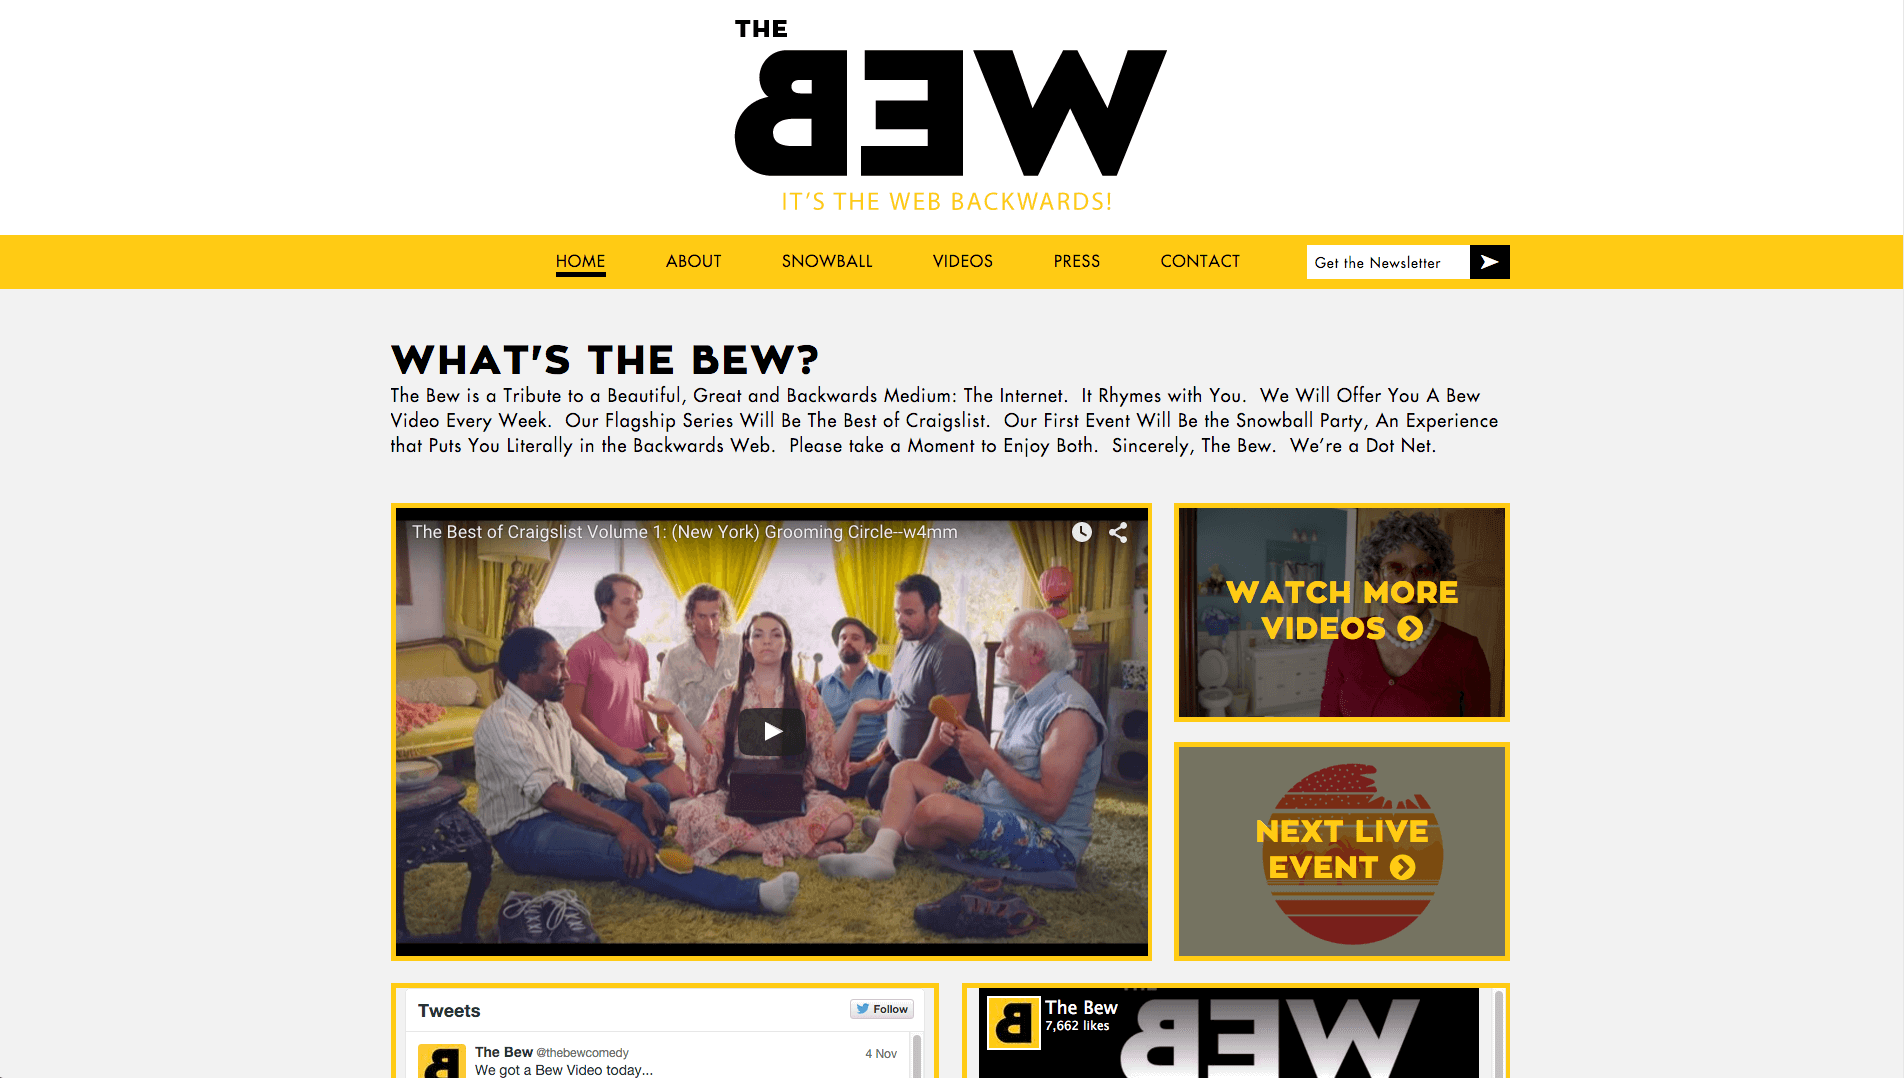 THE
BEW
IT'S THE WEB BACKWARDS!
HOME ABOUT SNOWBALL VIDEOS PRESS CONTACT Get the Newsletter
WHAT'S THE BEW?
The Bew is a Tribute to a Beautiful, Great and Backwards Medium: The Internet. It Rhymes with You. We Will Offer You A Bew
Video Every Week. Our Flagship Series Will Be The Best of Craigslist. Our First Event Will Be the Snowball Party, An Experience
that Puts You Literally in the Backwards Web. Please take a Moment to Enjoy Both. Sincerely, The Bew. We're a Dot Net.
The Best of Craigslist Volume 1: (New York) Grooming Circle--w4mm
WATCH MORE
VIDEOS
NEXT LIVE
EVENT
Tweets
Follow
The Bew @thebewcomedy 4 Nov
We got a Bew Video today...
B
THE
The Bew
7,662 likes
B
BEW